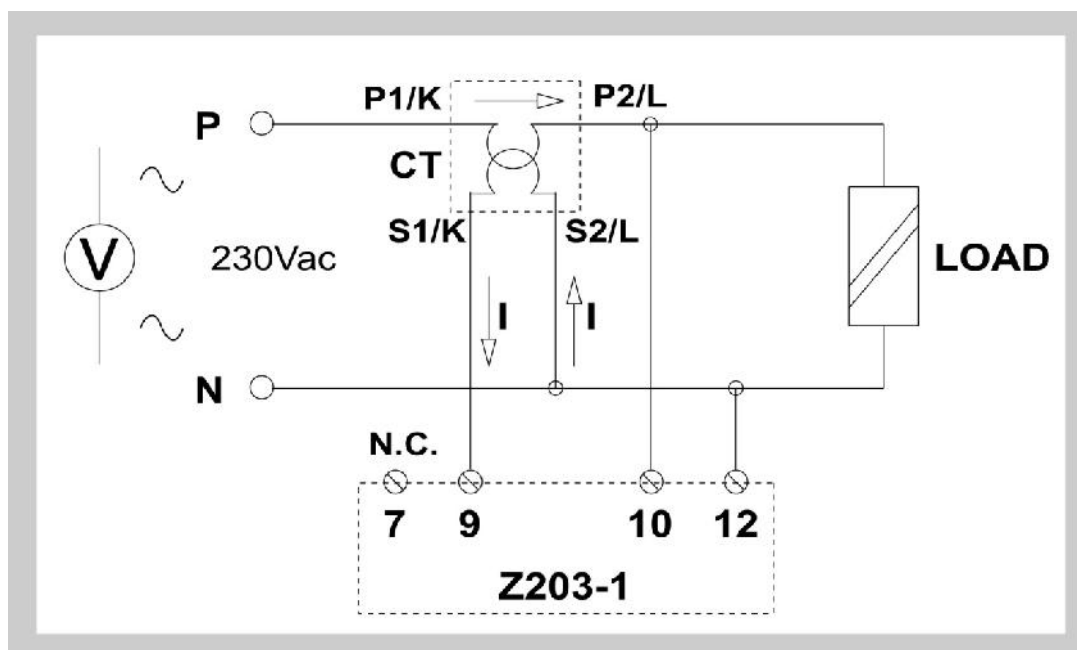 P1/K P2/L
P
CT
S1/K S2/L
V 230Vac LOAD
I I
N
N.C.
7 9 10 12
Z203-1